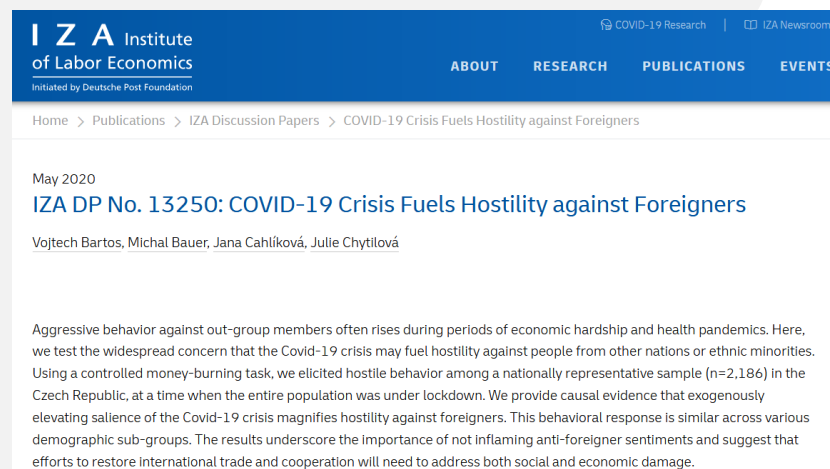 COVID-19 Research | IZA Newsroom
I Z A Institute
of Labor Economics
Initiated by Deutsche Post Foundation
ABOUT RESEARCH PUBLICATIONS EVENTS
Home > Publications > IZA Discussion Papers > COVID-19 Crisis Fuels Hostility against Foreigners
May 2020
IZA DP No. 13250: COVID-19 Crisis Fuels Hostility against Foreigners
Vojtech Bartos, Michal Bauer, Jana Cahlíková, Julie Chytilová
Aggressive behavior against out-group members often rises during periods of economic hardship and health pandemics. Here,
we test the widespread concern that the Covid-19 crisis may fuel hostility against people from other nations or ethnic minorities.
Using a controlled money-burning task, we elicited hostile behavior among a nationally representative sample (n=2,186) in the
Czech Republic, at a time when the entire population was under lockdown. We provide causal evidence that exogenously
elevating salience of the Covid-19 crisis magnifies hostility against foreigners. This behavioral response is similar across various
demographic sub-groups. The results underscore the importance of not inflaming anti-foreigner sentiments and suggest that
efforts to restore international trade and cooperation will need to address both social and economic damage.